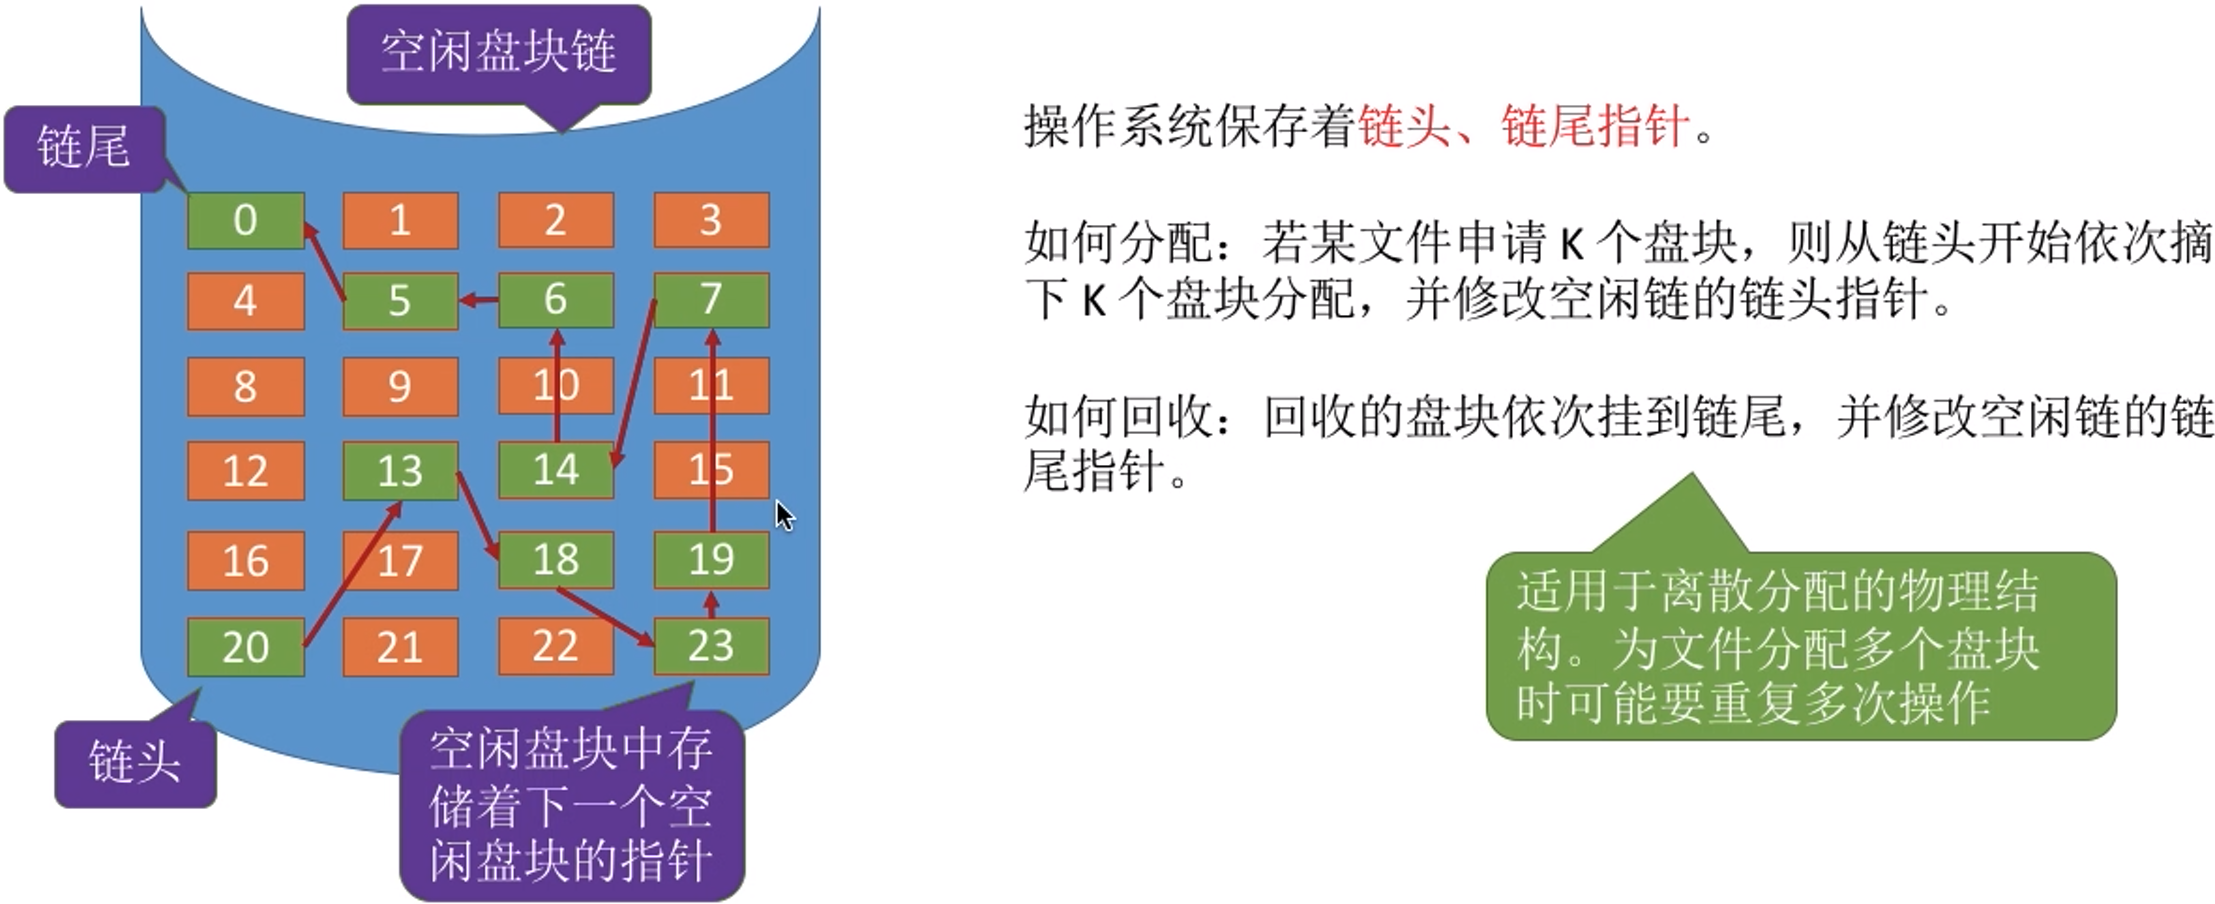 空闲盘块链
链尾
0 1 2 3
4 5 6 7
8 9 10 11
12 13 14 15
16 17 18 19
20 21 22 23
链头
空闲盘块中存
储着下一个空
闲盘块的指针
操作系统保存着链头、链尾指针。
如何分配：若某文件申请 K 个盘块，则从链头开始依次摘
下 K 个盘块分配，并修改空闲链的链头指针。
如何回收：回收的盘块依次挂到链尾，并修改空闲链的链
尾指针。
适用于离散分配的物理结
构。为文件分配多个盘块
时可能要重复多次操作